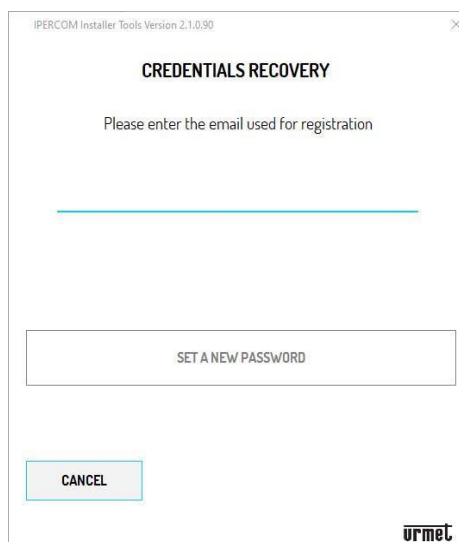 IPERCOM Installer Tools Version 2.1.0.90
CREDENTIALS RECOVERY
Please enter the email used for registration
SET A NEW PASSWORD
CANCEL
urmet